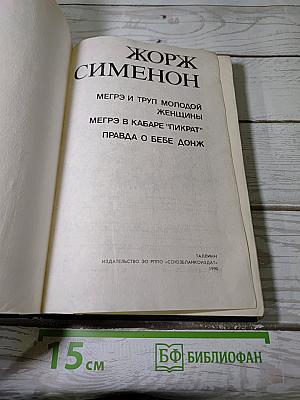 ЖОРЖ
СИМЕНОН
МЕГРЭ И ТРУП МОЛОДОЙ
ЖЕНЩИНЫ
МЕГРЭ В КАБАРЕ "ПИКРАТ"
ПРАВДА О БЕБЕ ДОНЖ
ТАЛЛИНН
ИЗДАТЕЛЬСТВО ЭО РППО «СОЮЗБЛАНКОИЗДАТ»
1990
15 см
БФ БИБЛИОФАН